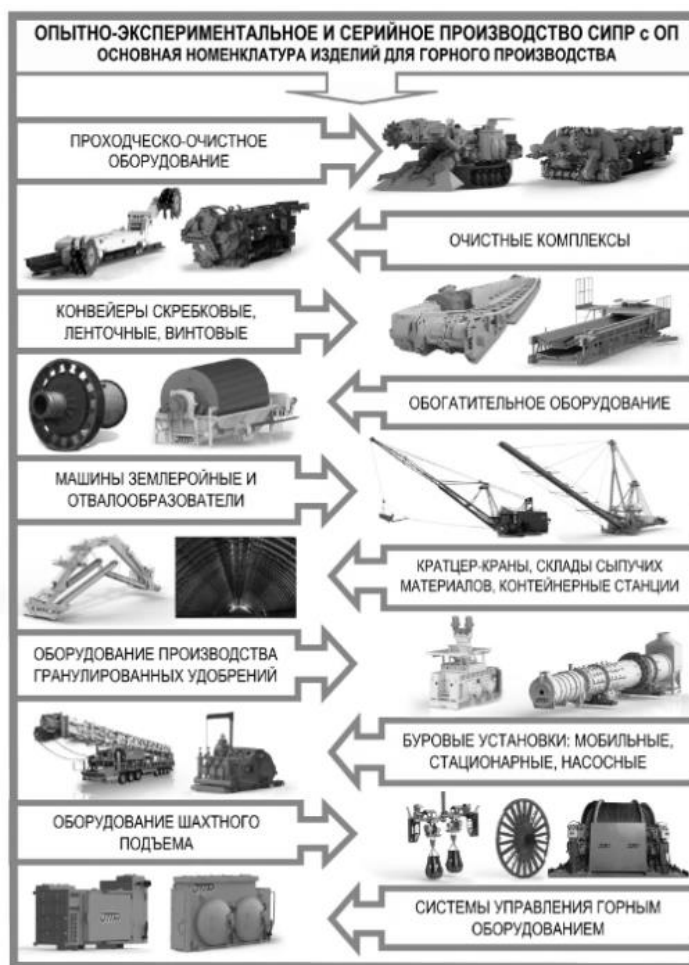 ОПЫТНО-ЭКСПЕРИМЕНТАЛЬНОЕ И СЕРИЙНОЕ ПРОИЗВОДСТВО СИПР с ОП
ОСНОВНАЯ НОМЕНКЛАТУРА ИЗДЕЛИЙ ДЛЯ ГОРНОГО ПРОИЗВОДСТВА
ПРОХОДЧЕСКО-ОЧИСТНОЕ
ОБОРУДОВАНИЕ
ОЧИСТНЫЕ КОМПЛЕКСЫ
КОНВЕЙЕРЫ СКРЕБКОВЫЕ,
ЛЕНТОЧНЫЕ, ВИНТОВЫЕ
ОБОГАТИТЕЛЬНОЕ ОБОРУДОВАНИЕ
МАШИНЫ ЗЕМЛЕРОЙНЫЕ И
ОТВАЛООБРАЗОВАТЕЛИ
КРАТЦЕР-КРАНЫ, СКЛАДЫ СЫПУЧИХ
МАТЕРИАЛОВ, КОНТЕЙНЕРНЫЕ СТАНЦИИ
ОБОРУДОВАНИЕ ПРОИЗВОДСТВА
ГРАНУЛИРОВАННЫХ УДОБРЕНИЙ
БУРОВЫЕ УСТАНОВКИ: МОБИЛЬНЫЕ,
СТАЦИОНАРНЫЕ, НАСОСНЫЕ
ОБОРУДОВАНИЕ ШАХТНОГО
ПОДЪЕМА
СИСТЕМЫ УПРАВЛЕНИЯ ГОРНЫМ
ОБОРУДОВАНИЕМ